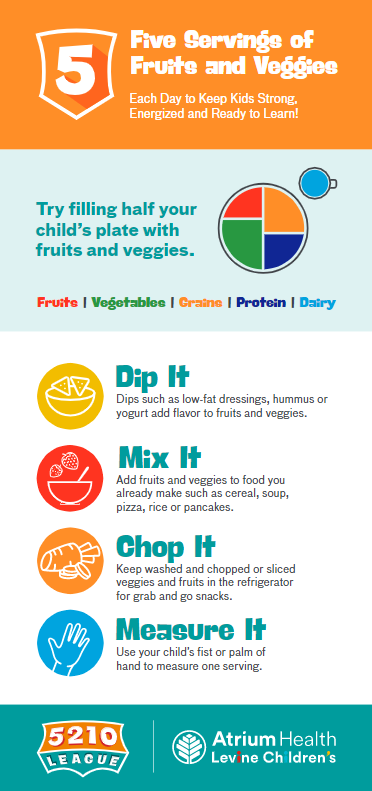 5
Five Servings of
Fruits and Veggies
Each Day to Keep Kids Strong,
Energized and Ready to Learn!
Try filling half your
child's plate with
fruits and veggies.
Fruits | Vegetables | Grains | Protein | Dairy
Dip It
Dips such as low-fat dressings, hummus or
yogurt add flavor to fruits and veggies.
Mix It
Add fruits and veggies to food you
already make such as cereal, soup,
pizza, rice or pancakes.
Chop It
Keep washed and chopped or sliced
veggies and fruits in the refrigerator
for grab and go snacks.
Measure It
Use your child's fist or palm of
hand to measure one serving.
5210
LEAGUE
Atrium Health
Levine Children's